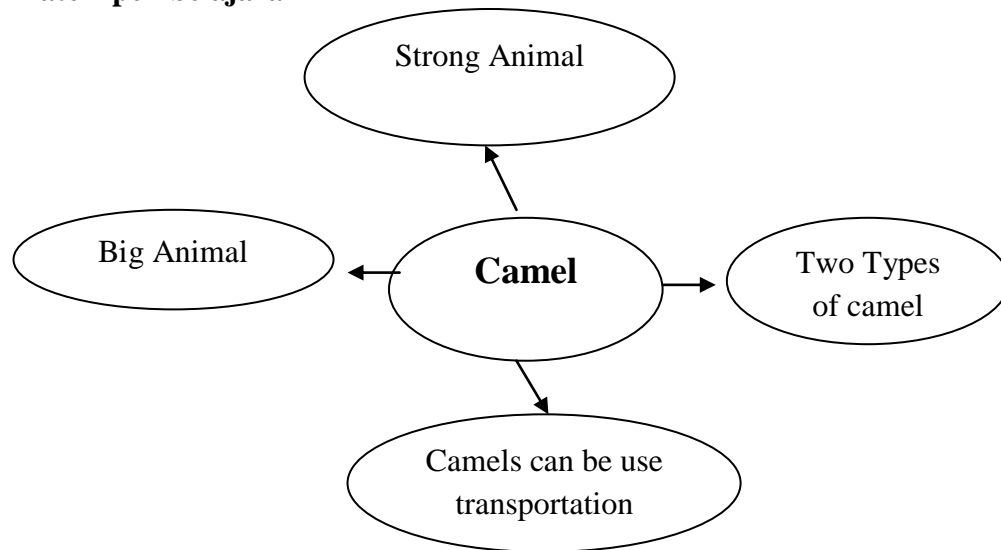 Strong Animal
Big Animal
Camel
Two Types
of camel
Camels can be use
transportation